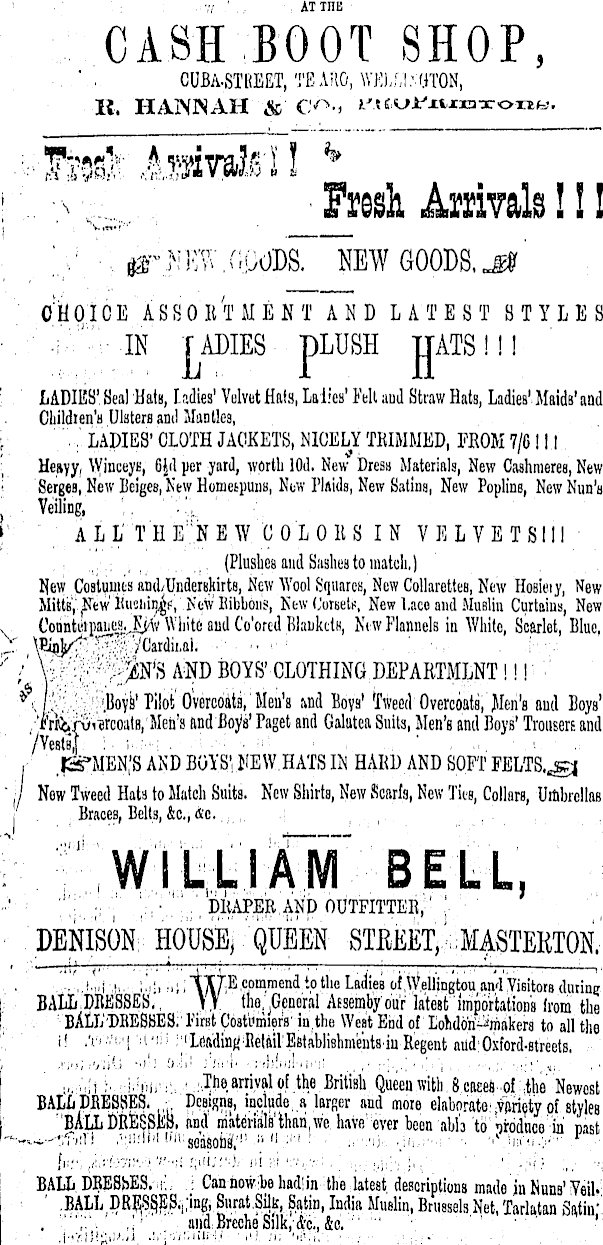 AT THE
CASH BOOT SHOP,
CUBA-STREET, TE ARO, WELLINGTON,
R. HANNAH & CO., PROPRIETORS.
Fresh Arrivals!!
Fresh Arrivals!!!
NEW GOODS. NEW GOODS.
CHOICE ASSORTMENT AND LATEST STYLES
IN LADIES PLUSH HATS!!!
LADIES' Seal Hats, Ladies' Velvet Hats, Ladies' Felt and Straw Hats, Ladies' Maids' and
Children's Ulsters and Mantles,
LADIES' CLOTH JACKETS, NICELY TRIMMED, FROM 7/6!!!
Heavy, Winceys, 6½d per yard, worth 10d. New Dress Materials, New Cashmeres, New
Serges, New Beiges, New Homespuns, New Plaids, New Satins, New Poplins, New Nun's
Veiling,
ALL THE NEW COLORS IN VELVETS!!!
(Plushes and Sashes to match.)
New Costumes and Underskirts, New Wool Squares, New Collarettes, New Hosiery, New
Mitts, New Ruchings, New Ribbons, New Corsets, New Lace and Muslin Curtains, New
Counterpanes, New White and Colored Blankets, New Flannels in White, Scarlet, Blue,
Pink Cardinal.
MEN'S AND BOYS' CLOTHING DEPARTMENT!!!
Boys' Pilot Overcoats, Men's and Boys' Tweed Overcoats, Men's and Boys'
Overcoats, Men's and Boys' Paget and Galatea Suits, Men's and Boys' Trousers and
Vests,
MEN'S AND BOYS' NEW HATS IN HARD AND SOFT FELTS.
New Tweed Hats to Match Suits. New Shirts, New Scarfs, New Ties, Collars, Umbrellas
Braces, Belts, &c., &c.
WILLIAM BELL,
DRAPER AND OUTFITTER,
DENISON HOUSE, QUEEN STREET, MASTERTON.
WE commend to the Ladies of Wellington and Visitors during
BALL DRESSES. the General Assemby our latest importations from the
BALL DRESSES. First Costumiers in the West End of London—makers to all the
Leading Retail Establishments in Regent and Oxford-streets.
The arrival of the British Queen with 8 cases of the Newest
BALL DRESSES. Designs, include a larger and more elaborate variety of styles
BALL DRESSES. and materials than we have ever been able to produce in past
seasons,
BALL DRESSES. Can now be had in the latest descriptions made in Nuns' Veil-
BALL DRESSES. ing, Surat Silk, Satin, India Muslin, Brussels Net, Tarlatan Satin,
and Breche Silk, &c., &c.